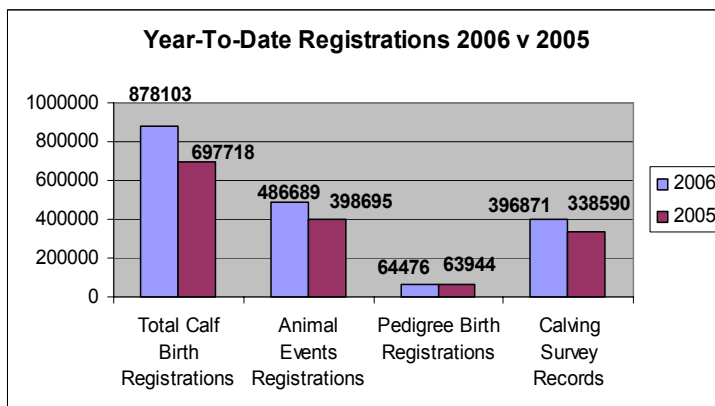 Year-To-Date Registrations 2006 v 2005
1000000
800000
600000
400000
200000
0
878103
697718
486689
398695
64476
63944
396871
338590
Total Calf
Birth
Registrations
Animal
Events
Registrations
Pedigree Birth
Registrations
Calving
Survey
Records
2006
2005